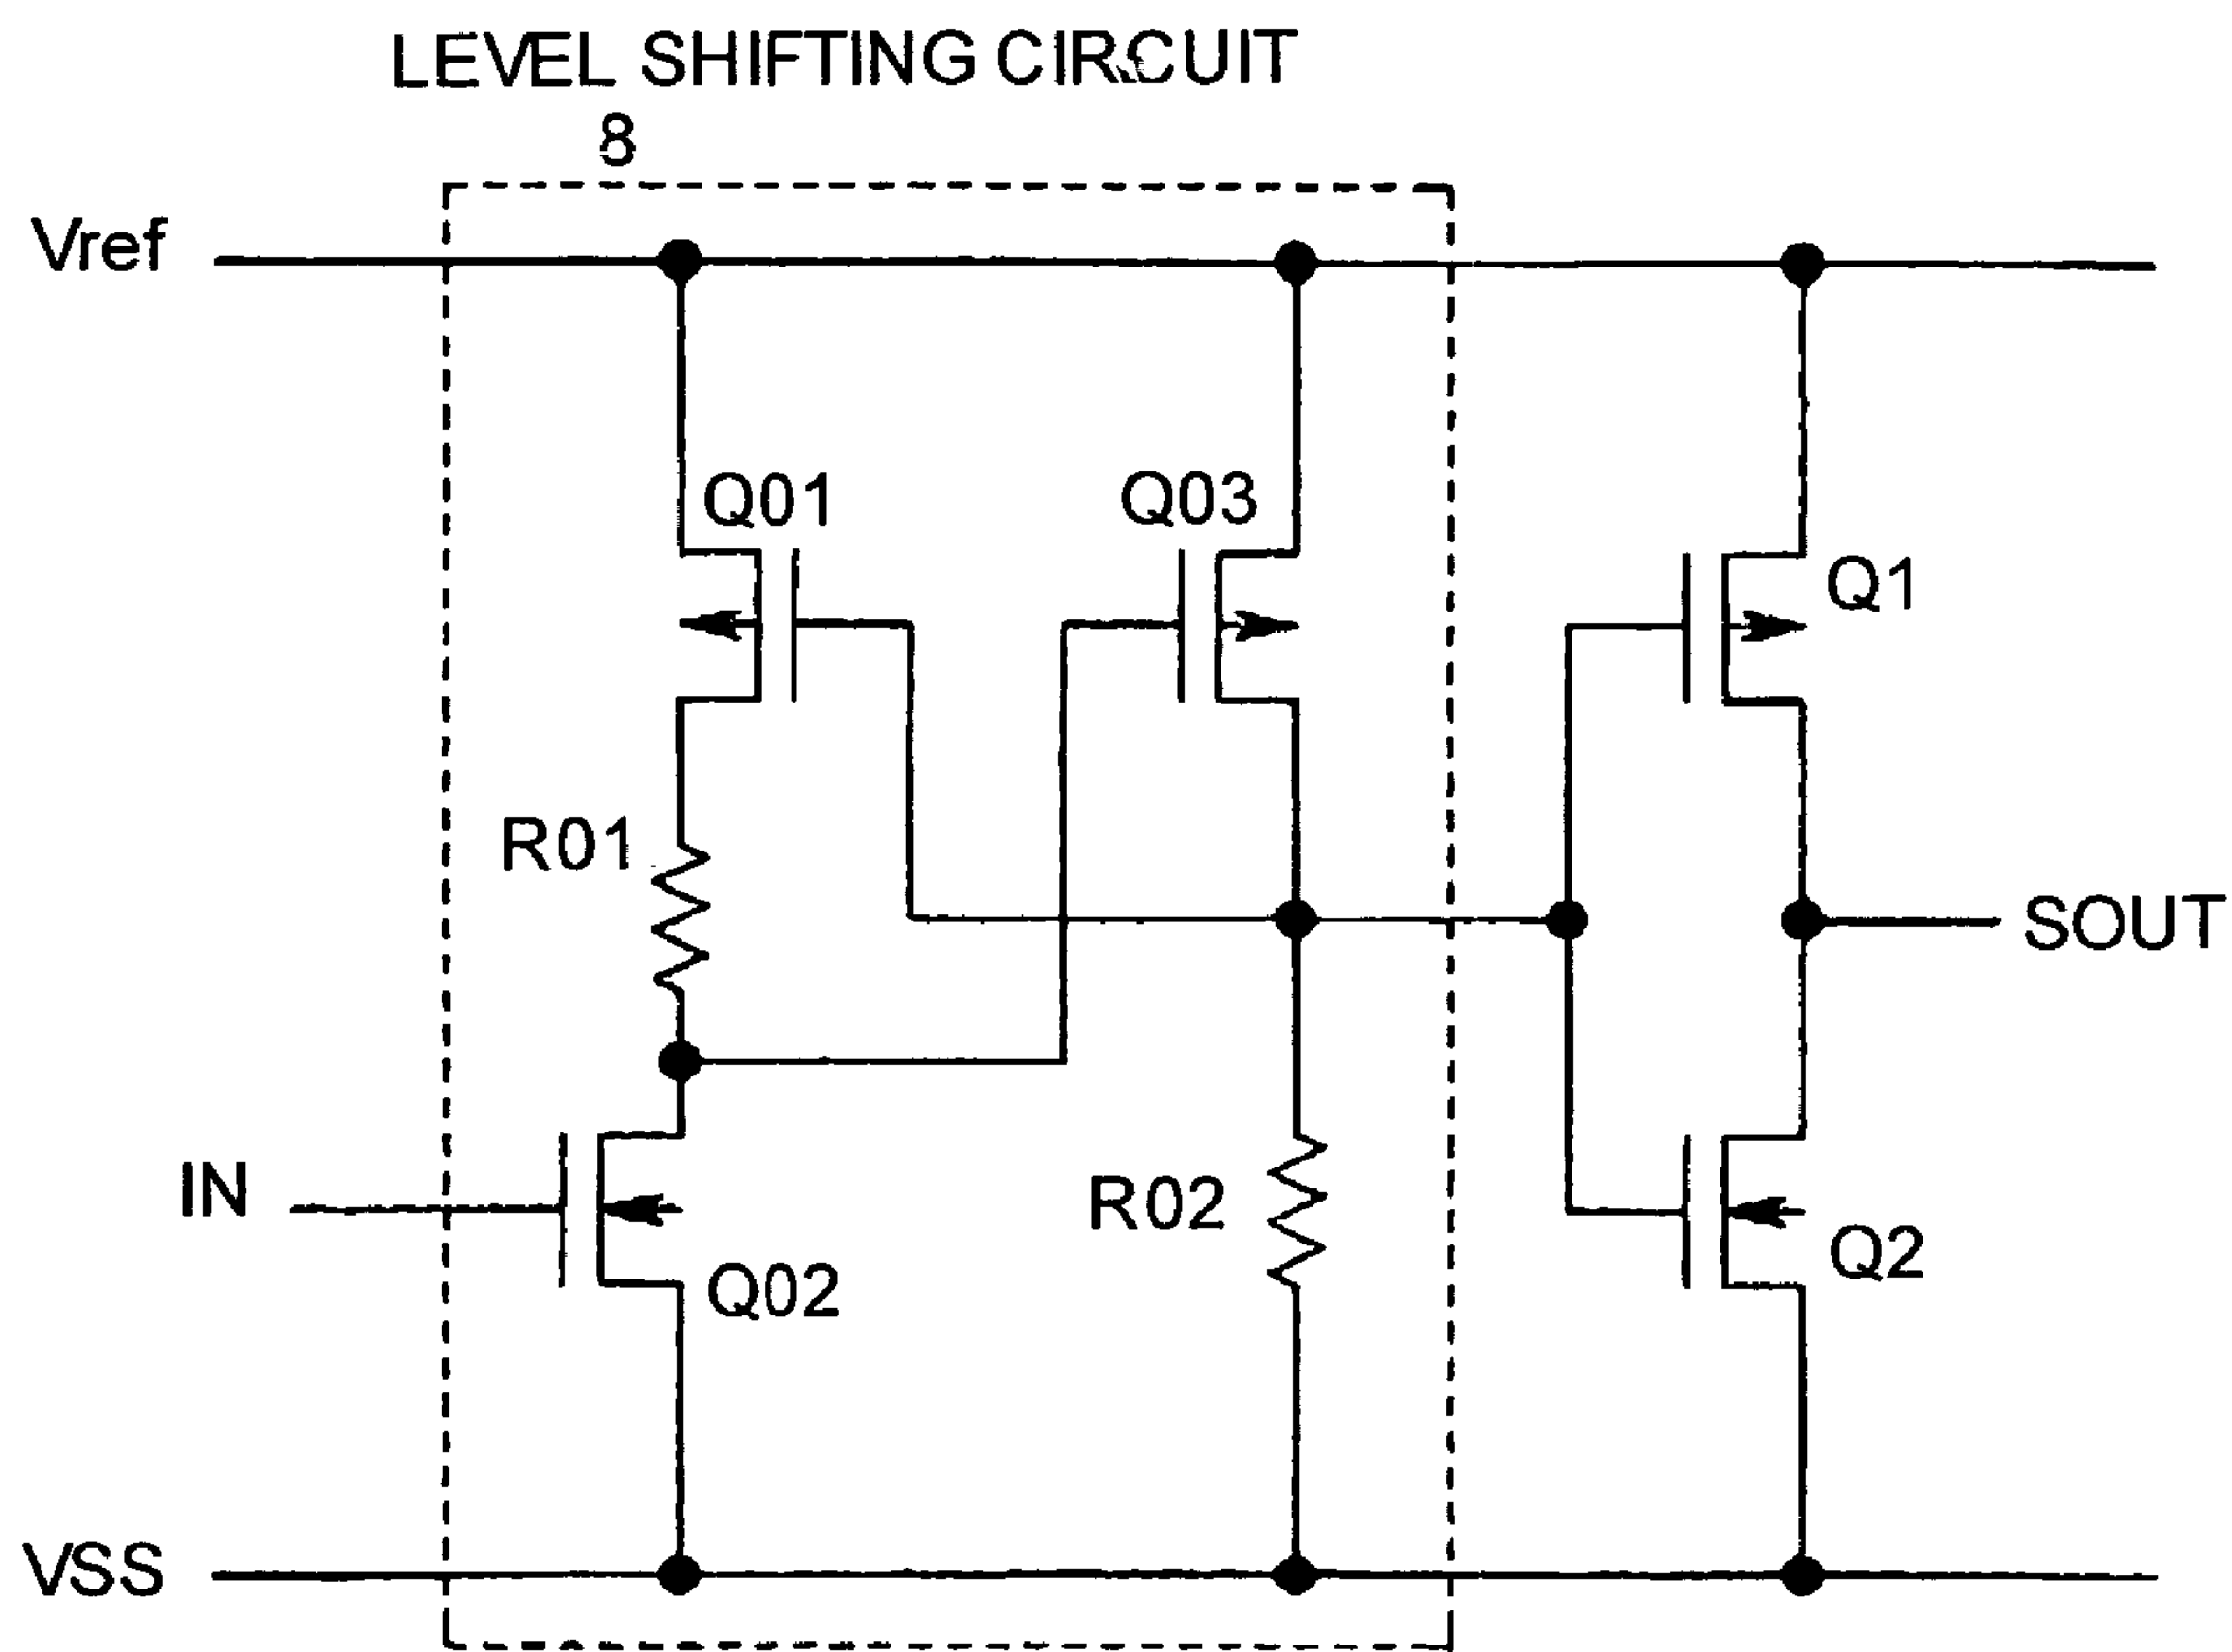 LEVEL SHIFTING CIRCUIT
8
Vref
Q01
Q03
Q1
R01
SOUT
IN
R02
Q02
Q2
VSS